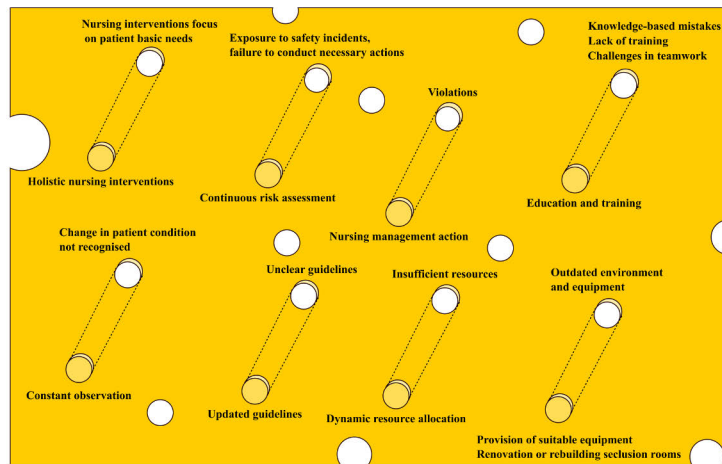 Nursing interventions focus
on patient basic needs
Exposure to safety incidents,
failure to conduct necessary actions
Knowledge-based mistakes
Lack of training
Challenges in teamwork
Violations
Holistic nursing interventions
Continuous risk assessment
Education and training
Nursing management action
Change in patient condition
not recognised
Unclear guidelines
Insufficient resources
Outdated environment
and equipment
Constant observation
Updated guidelines
Dynamic resource allocation
Provision of suitable equipment
Renovation or rebuilding seclusion rooms